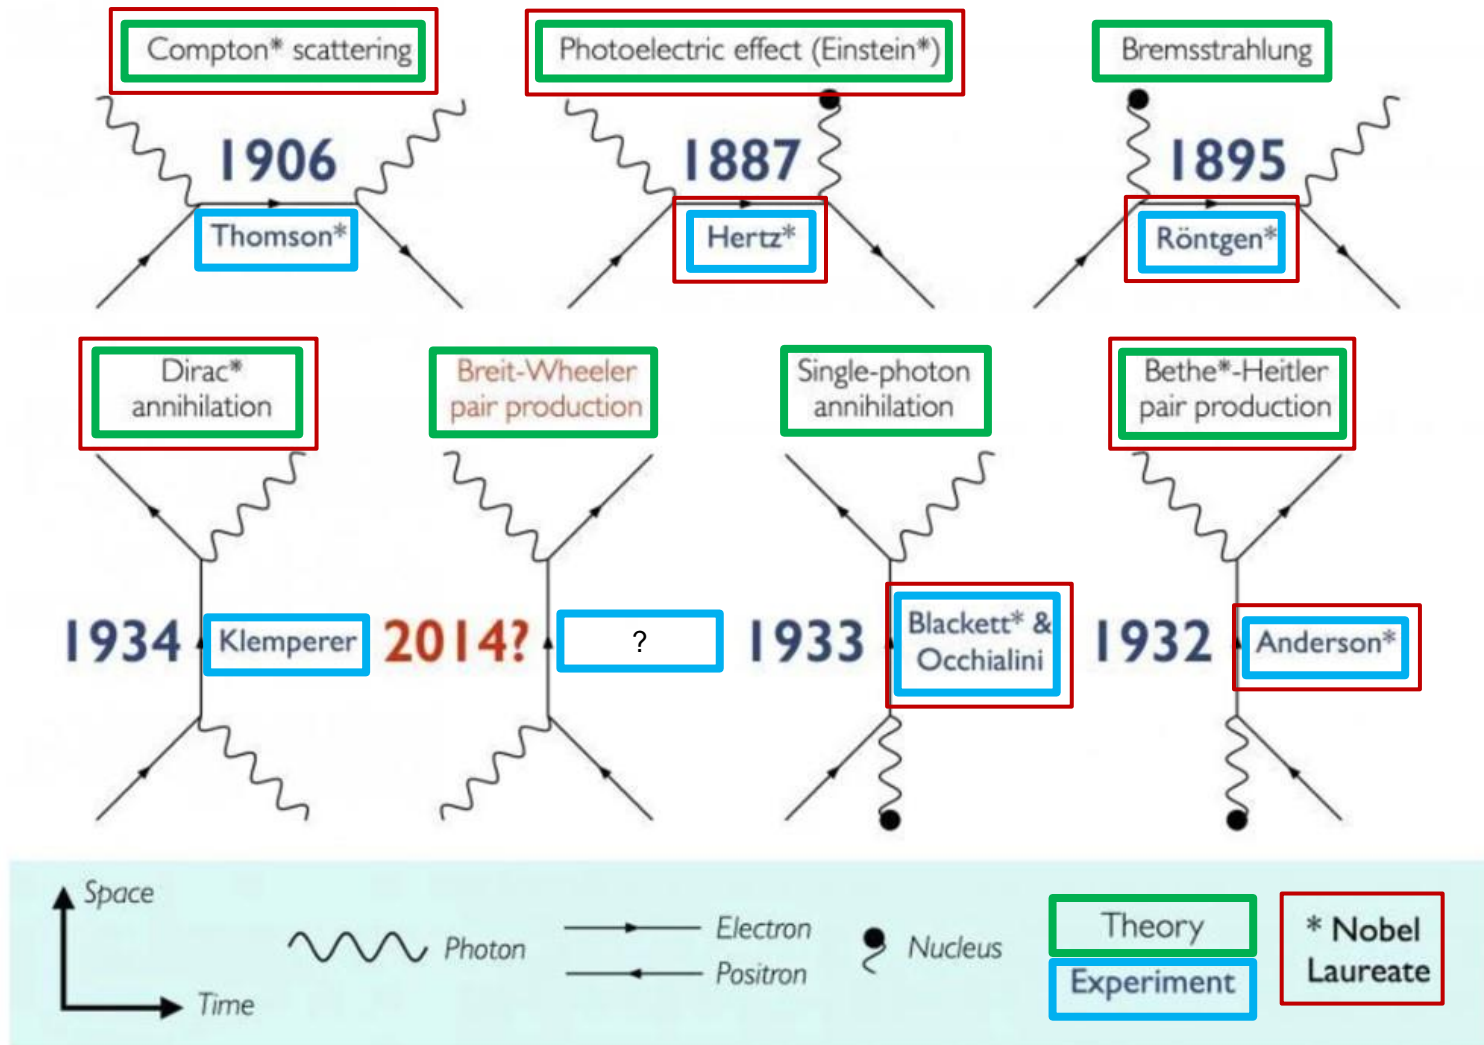 Compton* scattering
Photoelectric effect (Einstein*)
Bremsstrahlung
1906
1887
1895
Thomson*
Hertz*
Röntgen*
Dirac*
annihilation
Breit-Wheeler
pair production
Single-photon
annihilation
Bethe*-Heitler
pair production
1934
Klemperer
2014?
?
1933
Blackett* &
Occhialini
1932
Anderson*
Space
Time
Photon
Electron
Positron
Nucleus
Theory
Experiment
* Nobel
Laureate